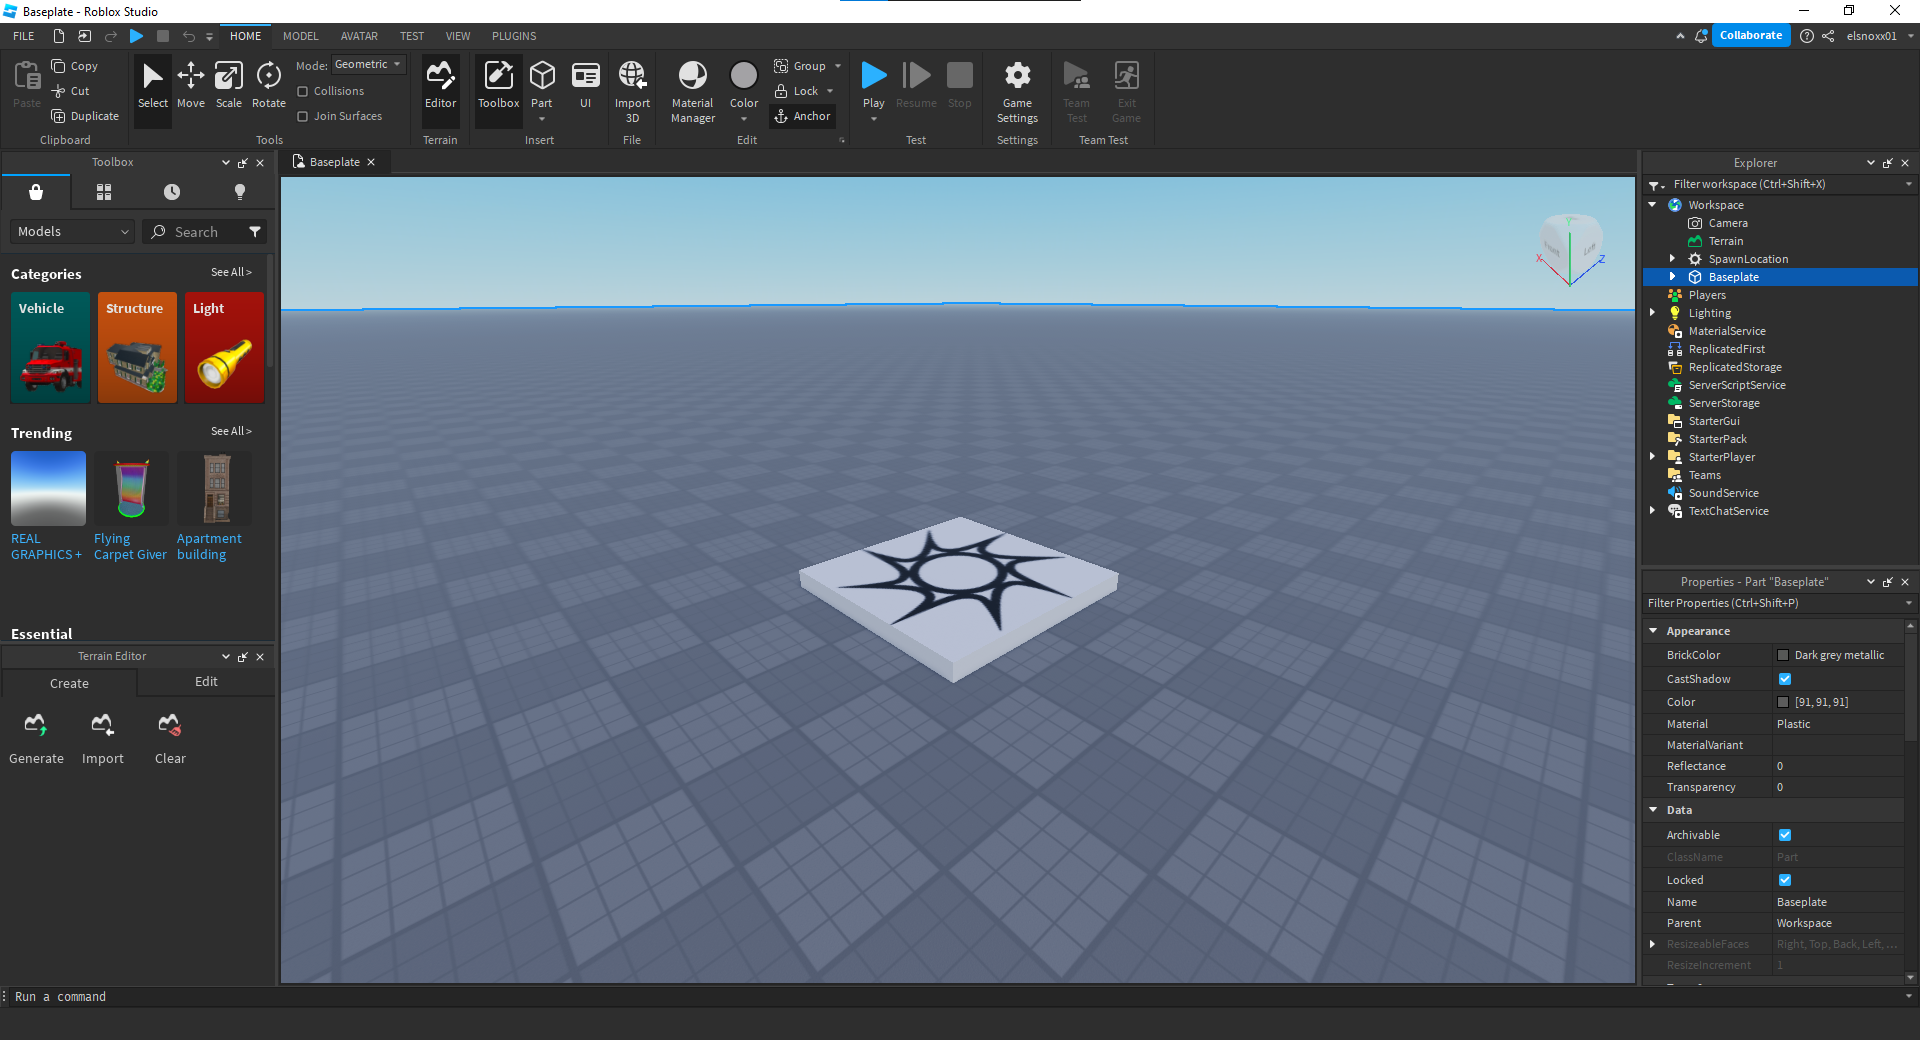 Baseplate - Roblox Studio
FILE
HOME
MODEL
AVATAR
TEST
VIEW
PLUGINS
Collaborate
elsnoxx01
Paste
Copy
Cut
Duplicate
Clipboard
Select
Move
Scale
Rotate
Mode: Geometric
Collisions
Join Surfaces
Tools
Editor
Terrain
Toolbox
Part
UI
Insert
Import
3D
File
Material
Manager
Color
Group
Lock
Anchor
Edit
Play
Resume
Stop
Test
Game
Settings
Settings
Team
Test
Exit
Game
Team Test
Toolbox
Models
Search
Categories
See All >
Vehicle
Structure
Light
Trending
See All >
REAL
GRAPHICS +
Flying
Carpet Giver
Apartment
building
Essential
Terrain Editor
Create
Edit
Generate
Import
Clear
Baseplate
X
Y
Z
Left
Explorer
Filter workspace (Ctrl+Shift+X)
Workspace
Camera
Terrain
SpawnLocation
Baseplate
Players
Lighting
MaterialService
ReplicatedFirst
ReplicatedStorage
ServerScriptService
ServerStorage
StarterGui
StarterPack
StarterPlayer
Teams
SoundService
TextChatService
Properties - Part "Baseplate"
Filter Properties (Ctrl+Shift+P)
Appearance
BrickColor Dark grey metallic
CastShadow
Color [91, 91, 91]
Material Plastic
MaterialVariant
Reflectance 0
Transparency 0
Data
Archivable
ClassName Part
Locked
Name Baseplate
Parent Workspace
ResizeableFaces Right, Top, Back, Left, ...
ResizeIncrement 1
Run a command